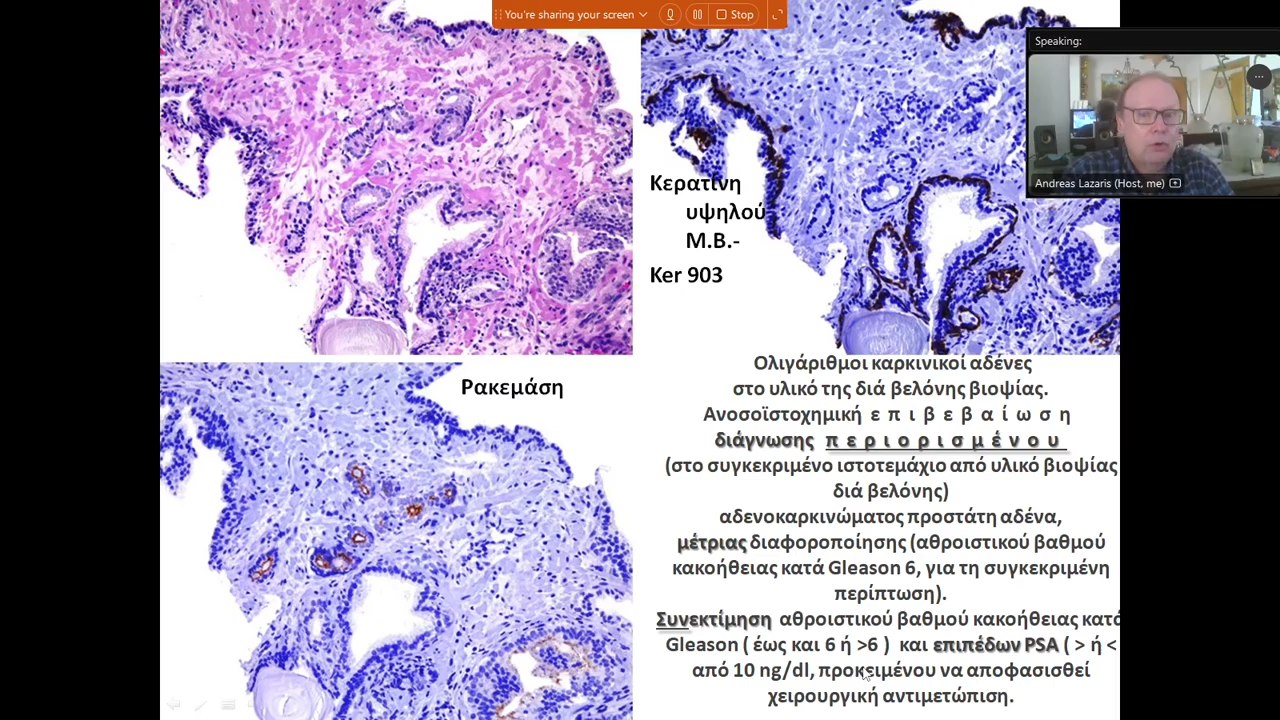 You're sharing your screen
Stop
Speaking:
Andreas Lazaris (Host, me)
Κερατίνη
υψηλού
Μ.Β.-
Ker 903
Ρακεμάση
Ολιγάριθμοι καρκινικοί αδένες
στο υλικό της διά βελόνης βιοψίας.
Ανοσοϊστοχημική ε π ι β ε β α ί ω σ η
διάγνωσης π ε ρ ι ο ρ ι σ μ έ ν ο υ
(στο συγκεκριμένο ιστοτεμάχιο από υλικό βιοψίας
διά βελόνης)
αδενοκαρκινώματος προστάτη αδένα,
μέτριας διαφοροποίησης (αθροιστικού βαθμού
κακοήθειας κατά Gleason 6, για τη συγκεκριμένη
περίπτωση).
Συνεκτίμηση αθροιστικού βαθμού κακοήθειας κατά
Gleason ( έως και 6 ή >6 ) και επιπέδων PSA ( > ή <
από 10 ng/dl, προκειμένου να αποφασισθεί
χειρουργική αντιμετώπιση.